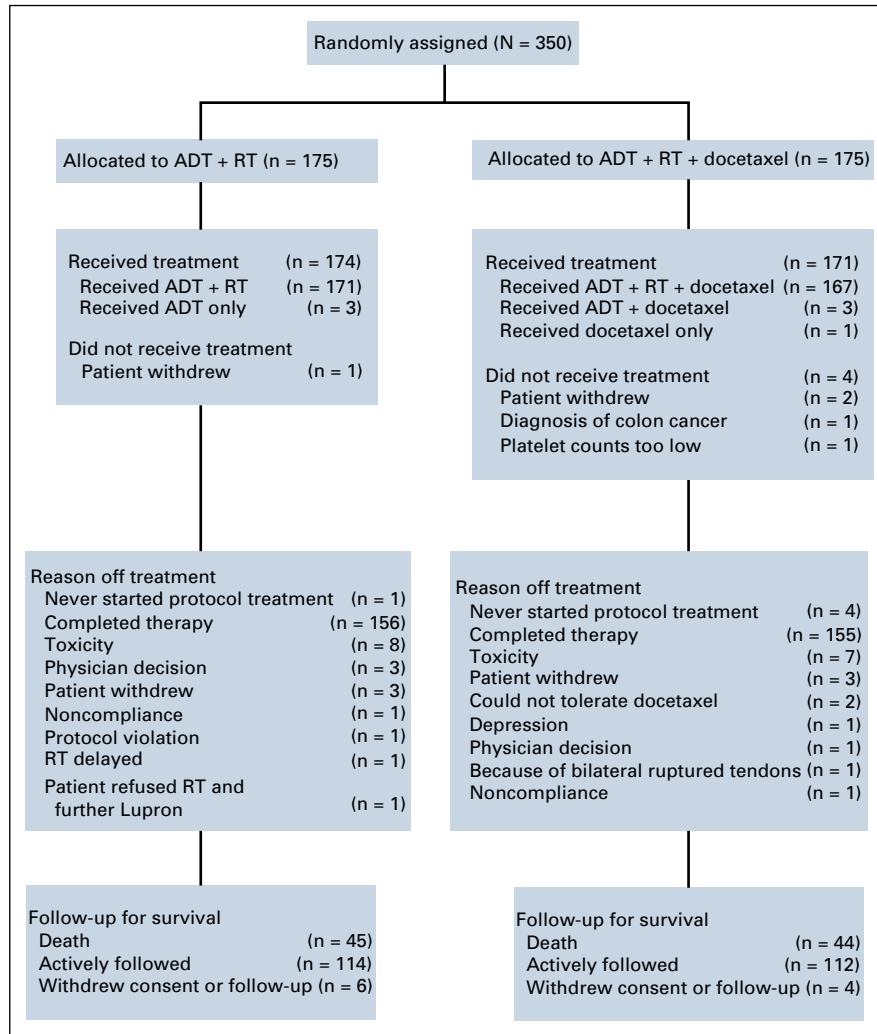 Randomly assigned (N = 350)
Allocated to ADT + RT (n = 175)
Allocated to ADT + RT + docetaxel (n = 175)
Received treatment (n = 174)
Received ADT + RT (n = 171)
Received ADT only (n = 3)
Did not receive treatment
Patient withdrew (n = 1)
Received treatment (n = 171)
Received ADT + RT + docetaxel (n = 167)
Received ADT + docetaxel (n = 3)
Received docetaxel only (n = 1)
Did not receive treatment (n = 4)
Patient withdrew (n = 2)
Diagnosis of colon cancer (n = 1)
Platelet counts too low (n = 1)
Reason off treatment
Never started protocol treatment (n = 1)
Completed therapy (n = 156)
Toxicity (n = 8)
Physician decision (n = 3)
Patient withdrew (n = 3)
Noncompliance (n = 1)
Protocol violation (n = 1)
RT delayed (n = 1)
Patient refused RT and
further Lupron (n = 1)
Reason off treatment
Never started protocol treatment (n = 4)
Completed therapy (n = 155)
Toxicity (n = 7)
Patient withdrew (n = 3)
Could not tolerate docetaxel (n = 2)
Depression (n = 1)
Physician decision (n = 1)
Because of bilateral ruptured tendons (n = 1)
Noncompliance (n = 1)
Follow-up for survival
Death (n = 45)
Actively followed (n = 114)
Withdrew consent or follow-up (n = 6)
Follow-up for survival
Death (n = 44)
Actively followed (n = 112)
Withdrew consent or follow-up (n = 4)